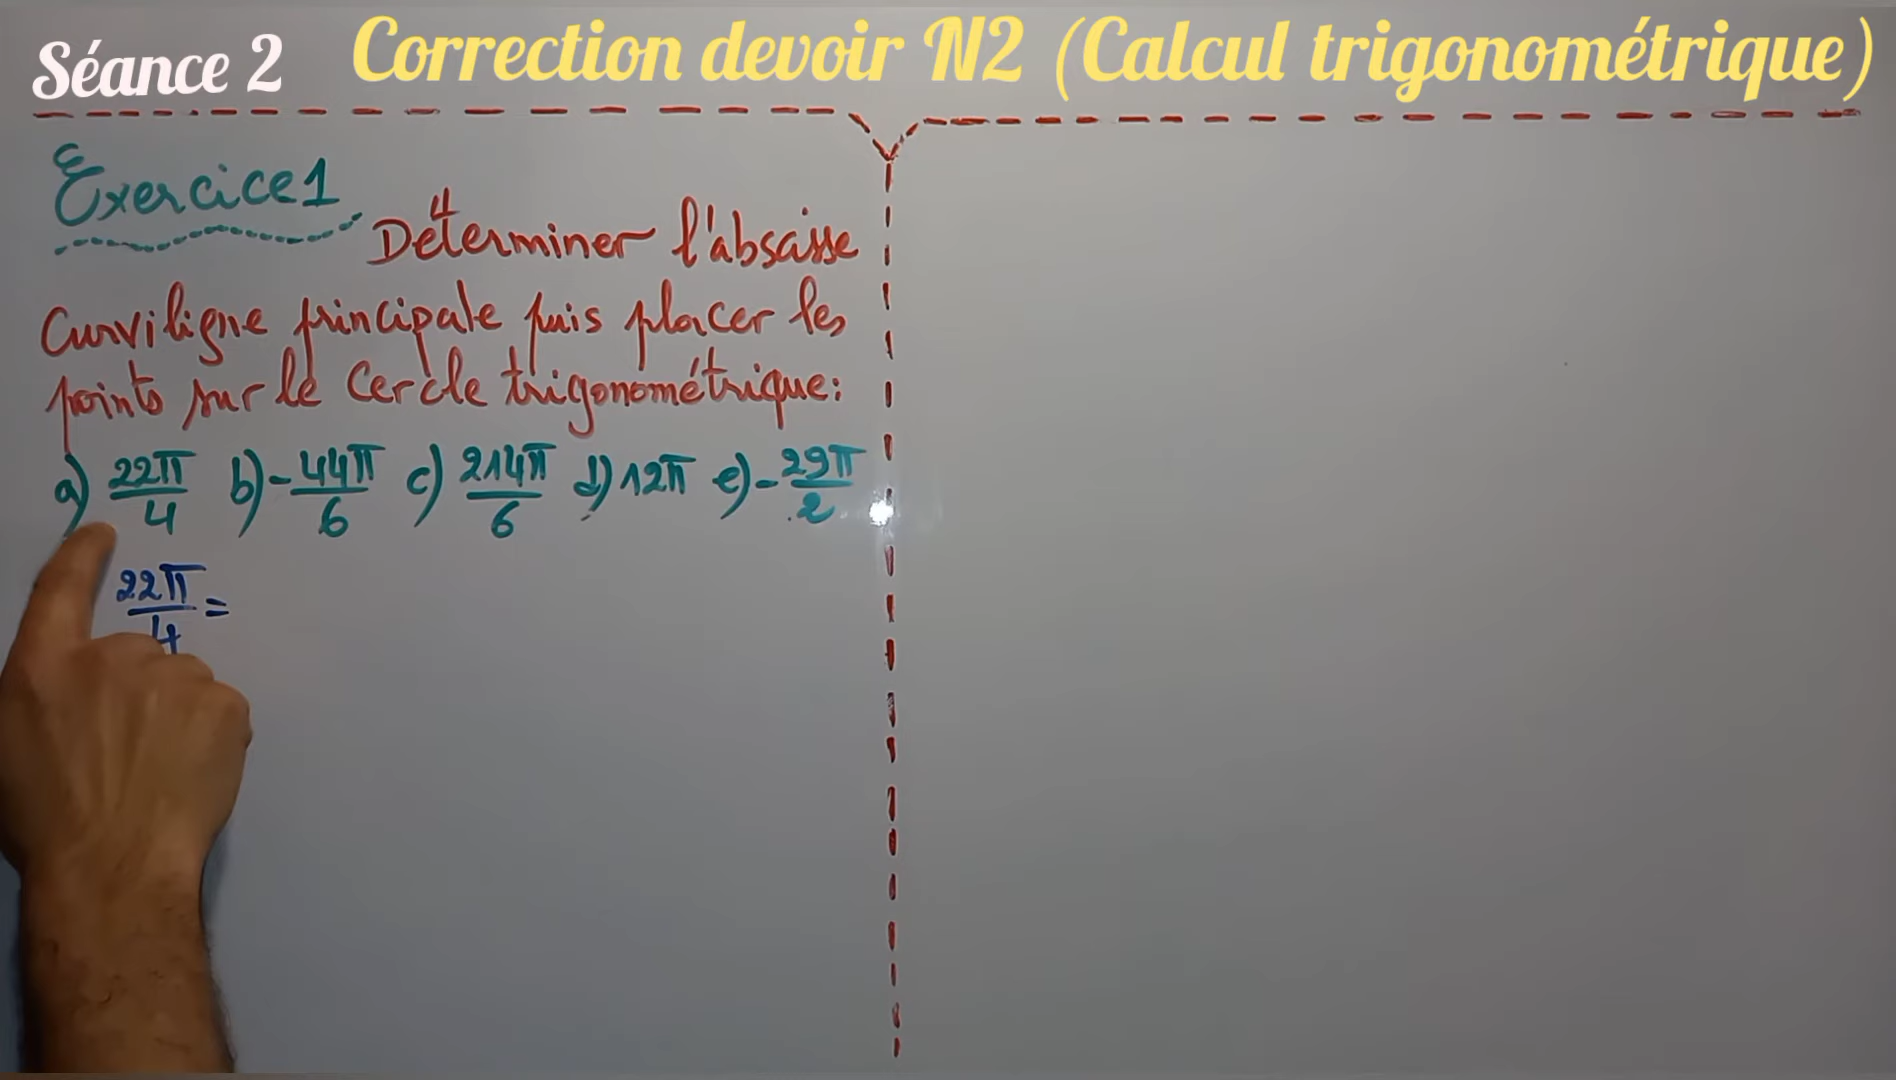 Séance 2 Correction devoir N2 (Calcul trigonométrique)
Exercice 1
Déterminer l'absaisse
Curviligne principale puis placer les
points sur le Cercle trigonométrique:
a) 22π/4 b) -44π/6 c) 214π/6 d) 12π e) -29π/2
22π/4 =